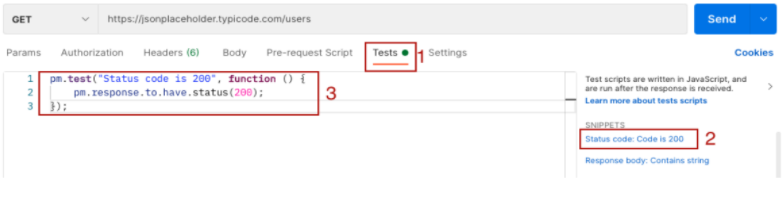 GET https://jsonplaceholder.typicode.com/users Send
Params Authorization Headers (6) Body Pre-request Script Tests 1 Settings Cookies
1 pm.test("Status code is 200", function () {
2 pm.response.to.have.status(200);
3 });
3
Test scripts are written in JavaScript, and
are run after the response is received.
Learn more about tests scripts
SNIPPETS
Status code: Code is 200 2
Response body: Contains string